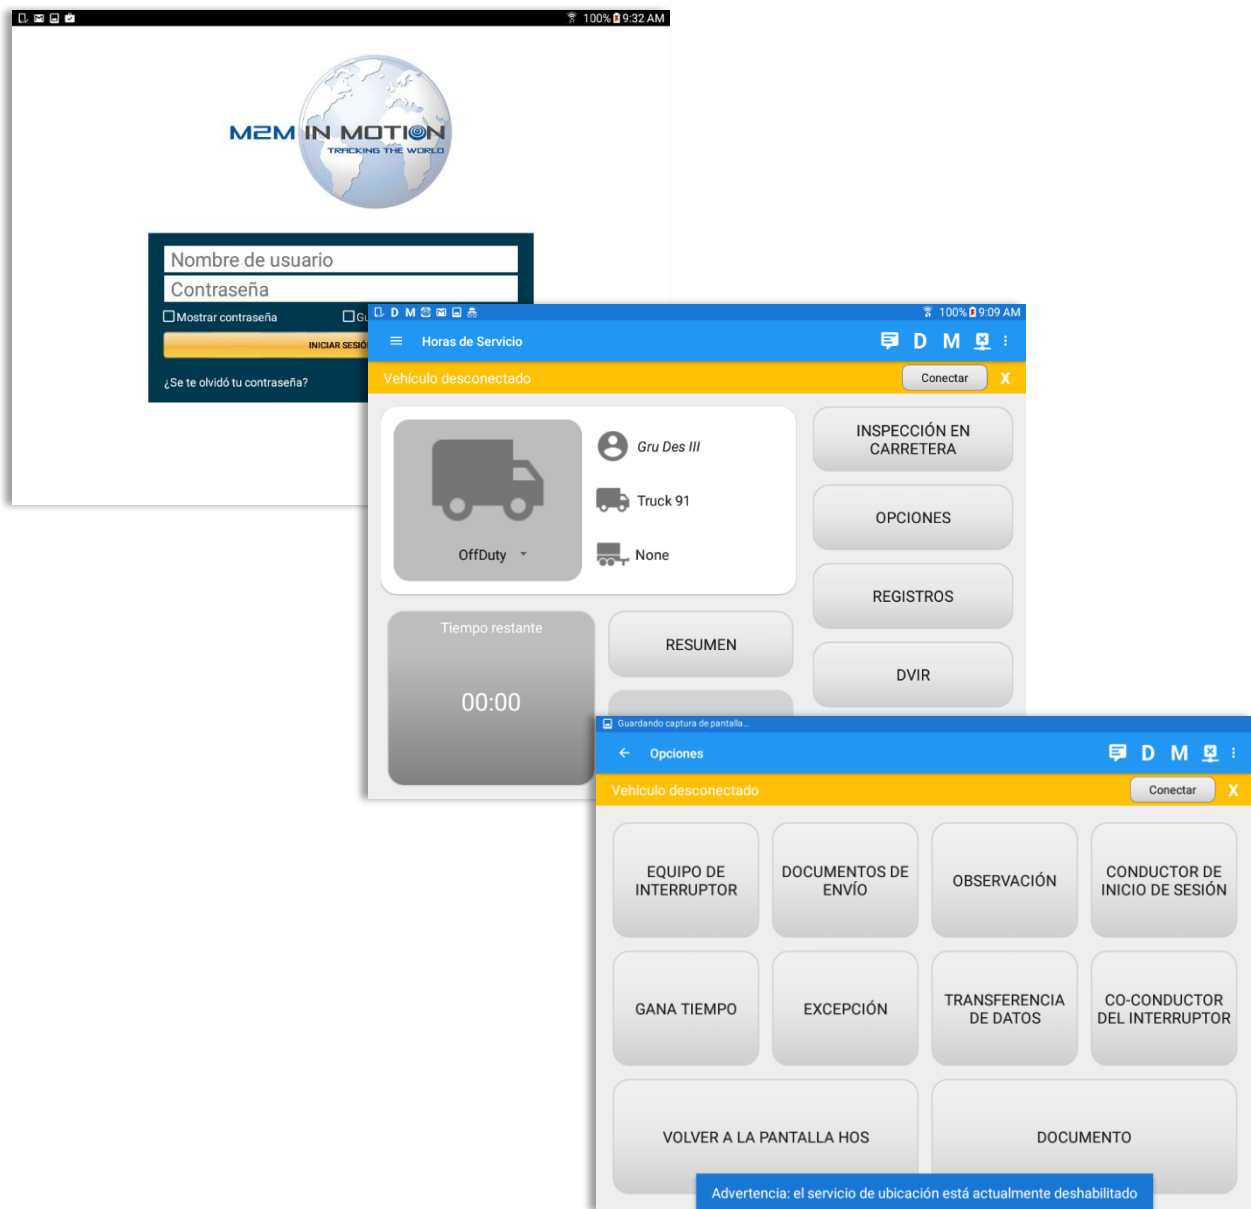 100% 9:32 AM
M2M IN MOTION
TRACKING THE WORLD
Nombre de usuario
Contraseña
Mostrar contraseña
INICIAR SESIÓN
¿Se te olvidó tu contraseña?
D M 100% 9:09 AM
Horas de Servicio D M
Vehículo desconectado Conectar X
Gru Des III
Truck 91
OffDuty
None
INSPECCIÓN EN
CARRETERA
OPCIONES
REGISTROS
DVIR
Tiempo restante
00:00
RESUMEN
Guardando captura de pantalla...
Opciones D M
Vehículo desconectado Conectar X
EQUIPO DE
INTERRUPTOR
DOCUMENTOS DE
ENVÍO
OBSERVACIÓN
CONDUCTOR DE
INICIO DE SESIÓN
GANA TIEMPO
EXCEPCIÓN
TRANSFERENCIA
DE DATOS
CO-CONDUCTOR
DEL INTERRUPTOR
VOLVER A LA PANTALLA HOS
DOCUMENTO
Advertencia: el servicio de ubicación está actualmente deshabilitado